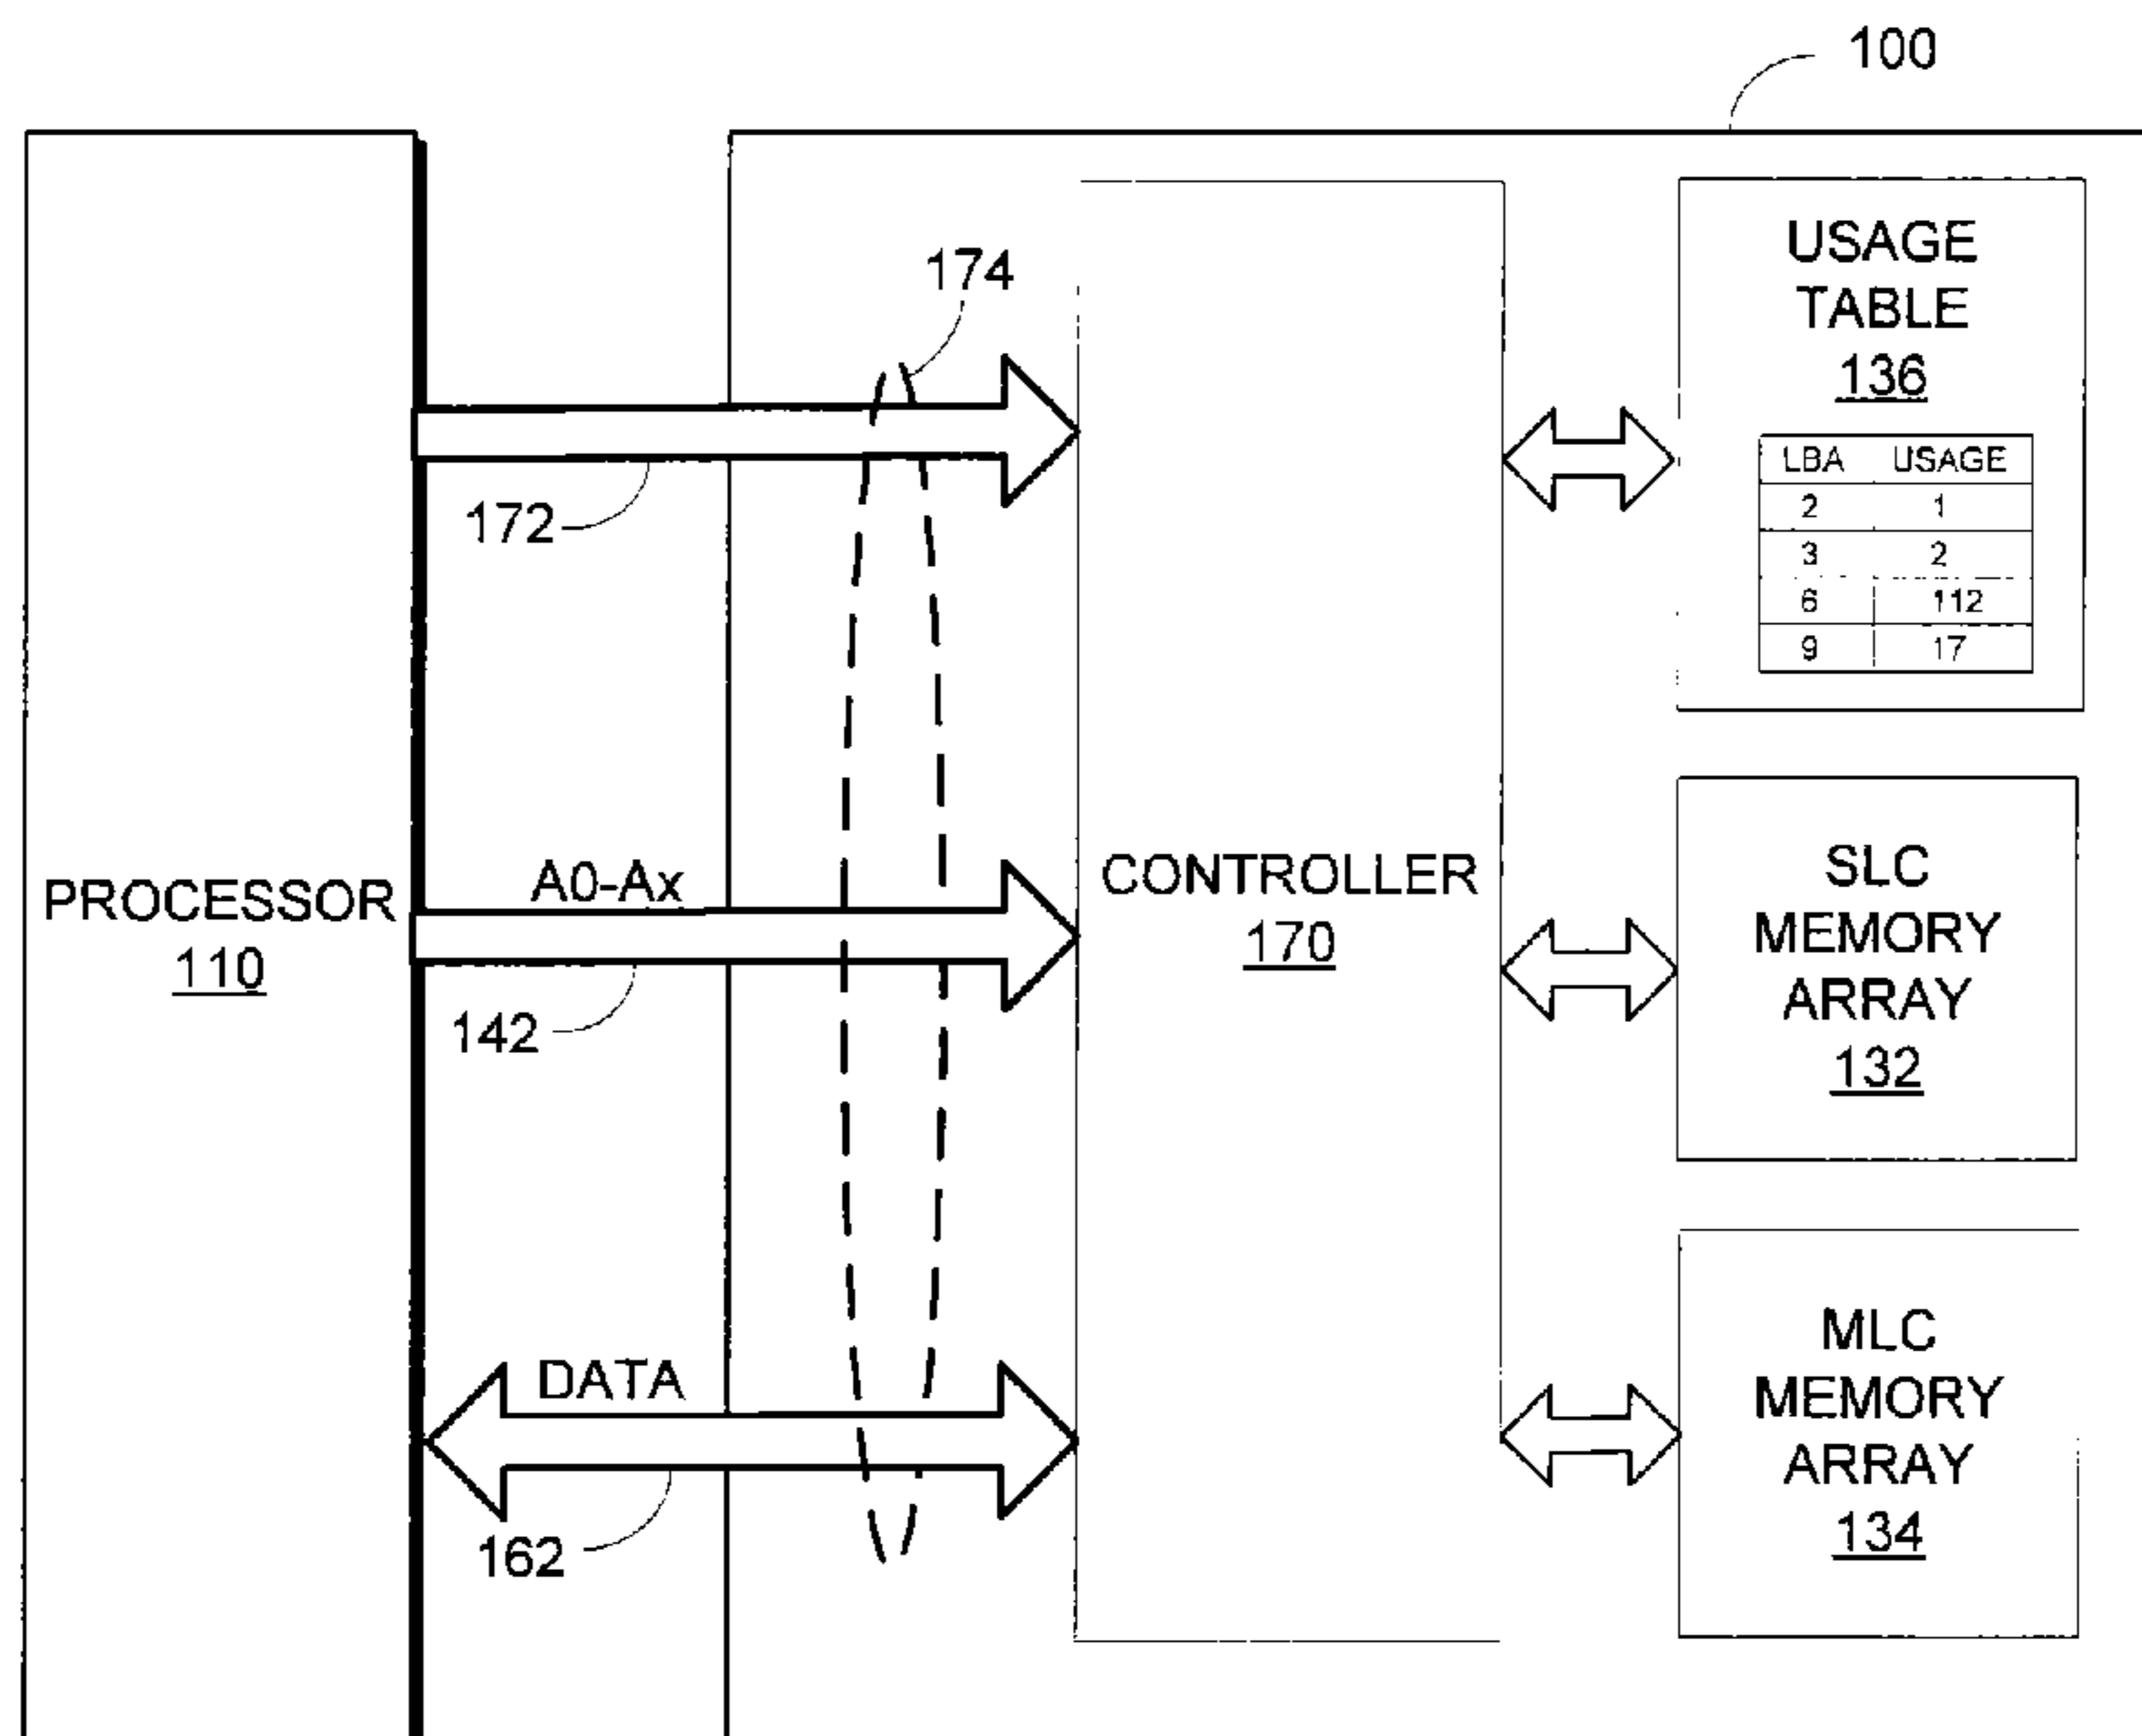 100
174
172
PROCESSOR
110
A0-Ax
142
DATA
162
CONTROLLER
170
USAGE
TABLE
136
LBA USAGE
2 1
3 2
6 112
9 17
SLC
MEMORY
ARRAY
132
MLC
MEMORY
ARRAY
134